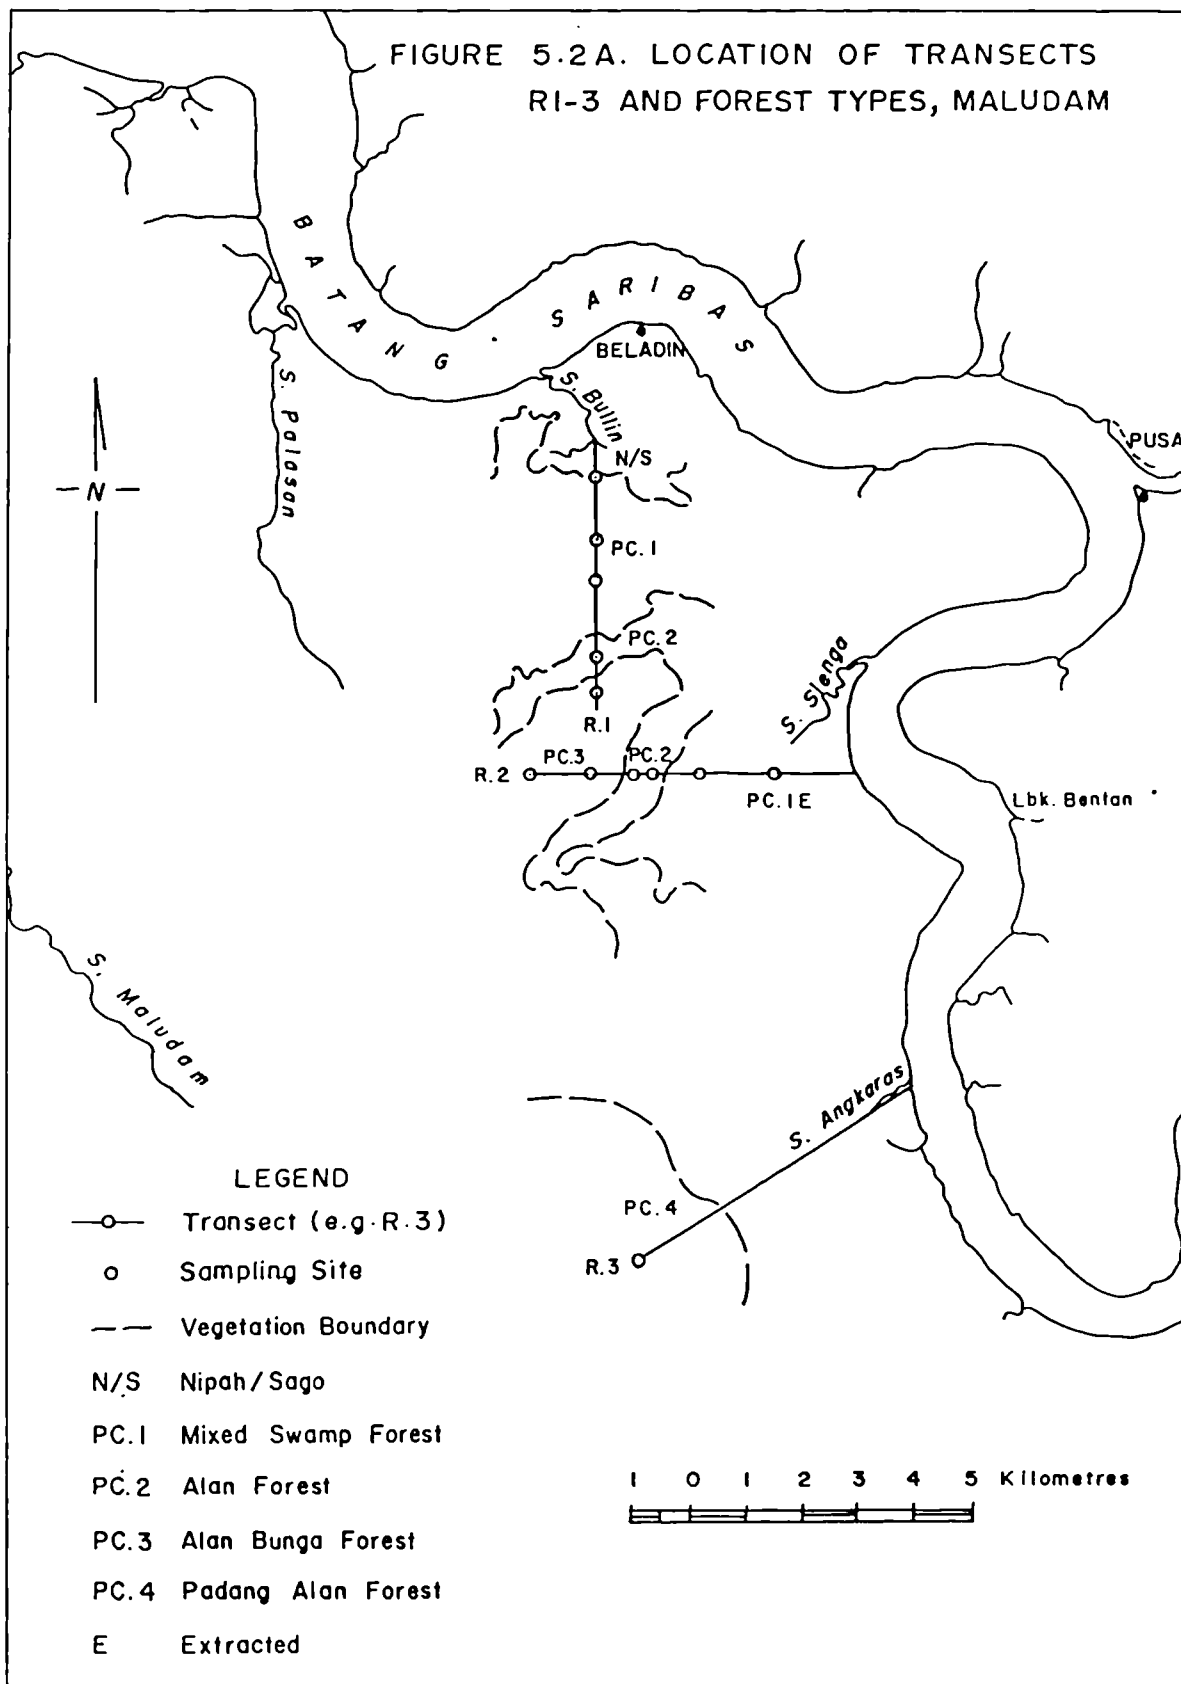 FIGURE 5.2A. LOCATION OF TRANSECTS
R1-3 AND FOREST TYPES, MALUDAM
BATANG SARIBAS
BELADIN
S. Bullin
S. Palasan
PUSA
N/S
N
PC.1
PC.2
S. Slenga
R.1
PC.3
PC.2
R.2
PC.1E
Lbk. Bentan
S. Maludam
S. Angkaras
PC.4
R.3
LEGEND
Transect (e.g. R.3)
Sampling Site
Vegetation Boundary
N/S Nipah/Sago
PC.1 Mixed Swamp Forest
PC.2 Alan Forest
PC.3 Alan Bunga Forest
PC.4 Padang Alan Forest
E Extracted
1 0 1 2 3 4 5 Kilometres